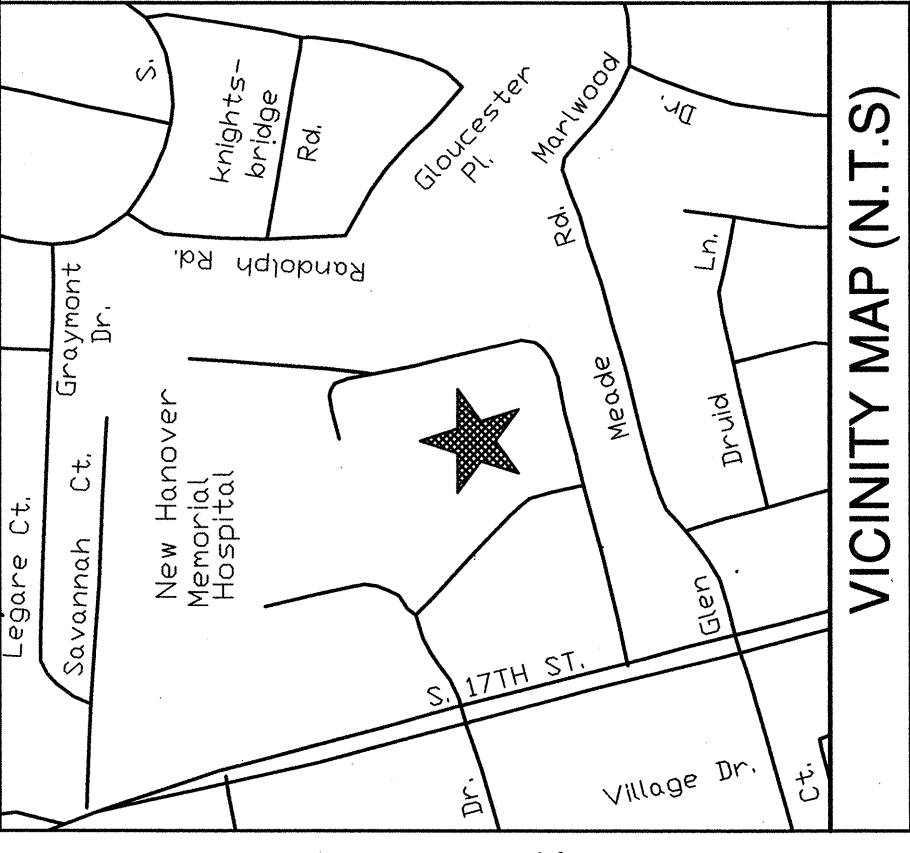 S.
knights-
bridge
Rd.
Gloucester
Pl.
Marlwood
Dr.
Rd.
Ln.
Randolph Rd.
Graymont
Dr.
Meade
Druid
New Hanover
Memorial
Hospital
Legare Ct.
Savannah Ct.
Glen
S. 17TH ST.
Dr.
Village Dr.
Ct.
VICINITY MAP (N.T.S)